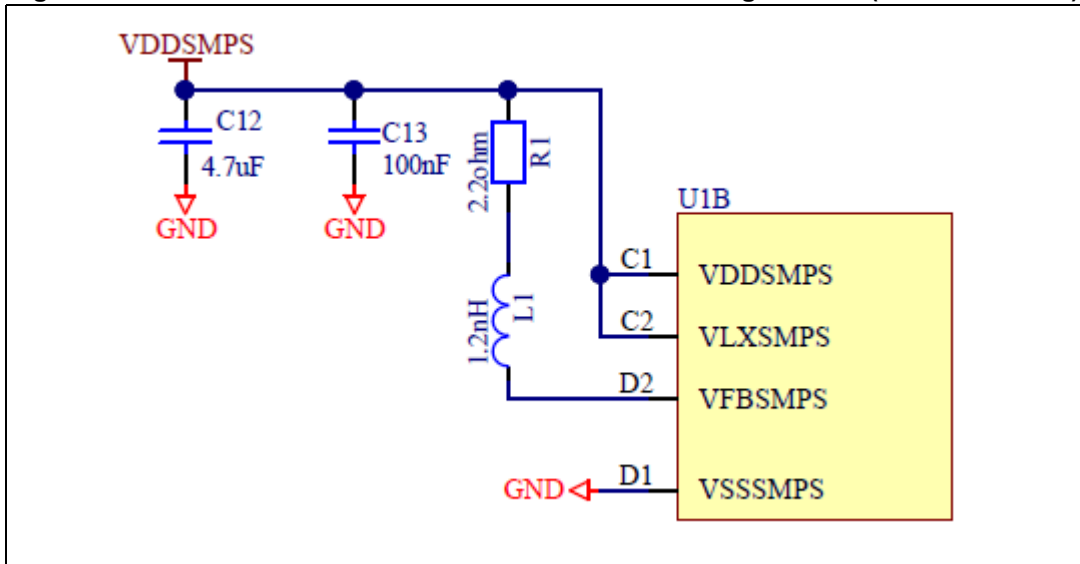 VDDSMPS
C12
4.7uF
GND
C13
100nF
GND
R1
2.2ohm
L1
1.2nH
U1B
C1 VDDSMPS
C2 VLXSMPS
D2 VFBSMPS
GND D1 VSSSMPS